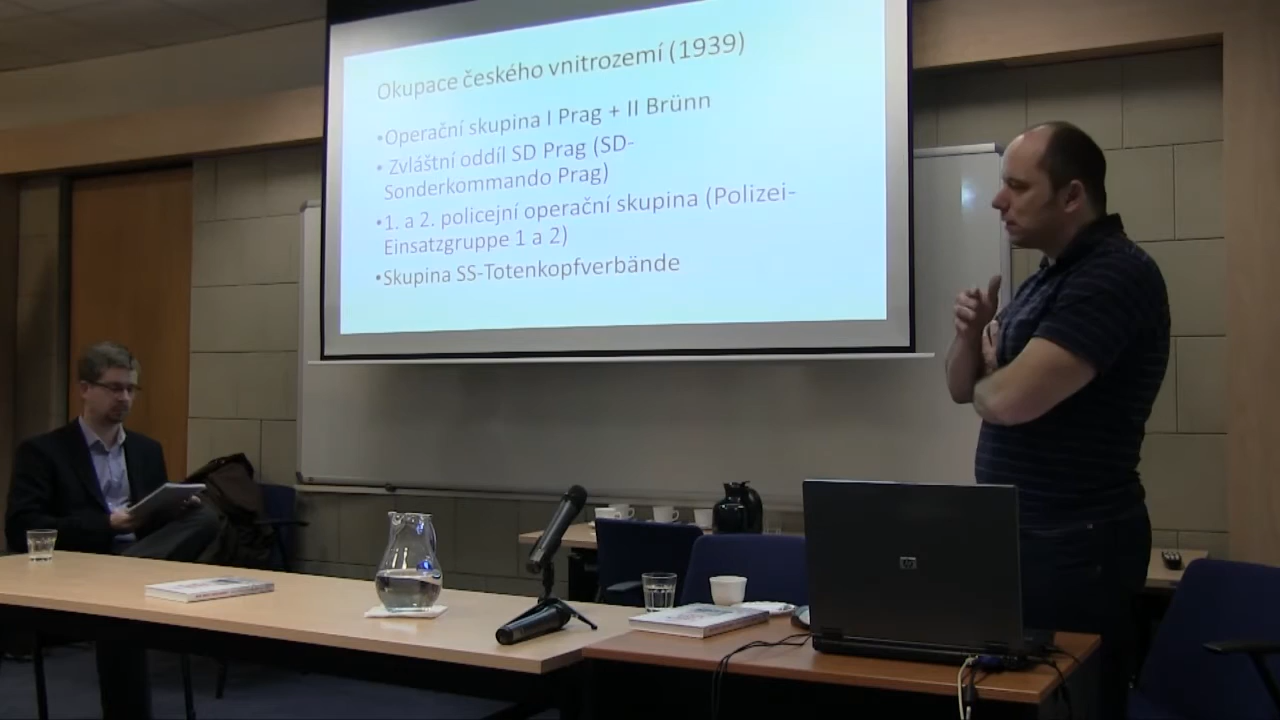 Okupace českého vnitrozemí (1939)
•Operační skupina I Prag + II Brünn
• Zvláštní oddíl SD Prag (SD-
Sonderkommando Prag)
•1. a 2. policejní operační skupina (Polizei-
Einsatzgruppe 1 a 2)
•Skupina SS-Totenkopfverbände
hp